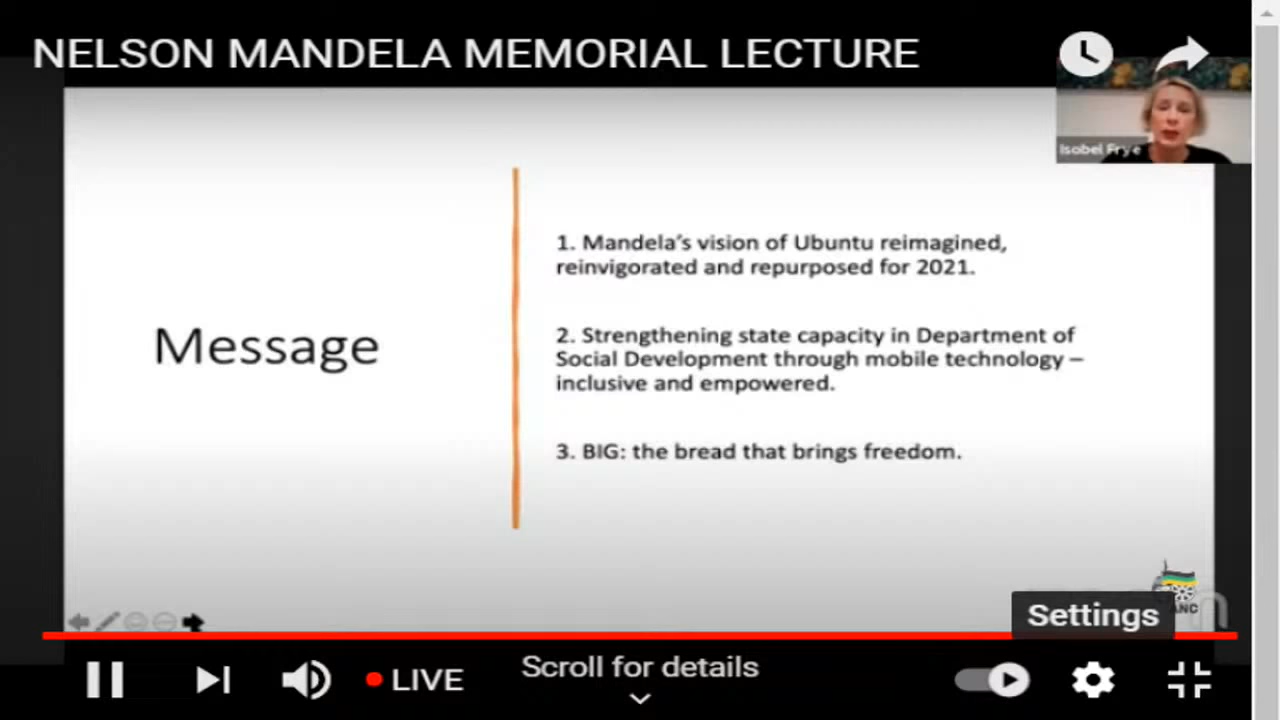 NELSON MANDELA MEMORIAL LECTURE
Isobel Frye
1. Mandela's vision of Ubuntu reimagined,
reinvigorated and repurposed for 2021.
Message
2. Strengthening state capacity in Department of
Social Development through mobile technology –
inclusive and empowered.
3. BIG: the bread that brings freedom.
ANC
Settings
LIVE
Scroll for details